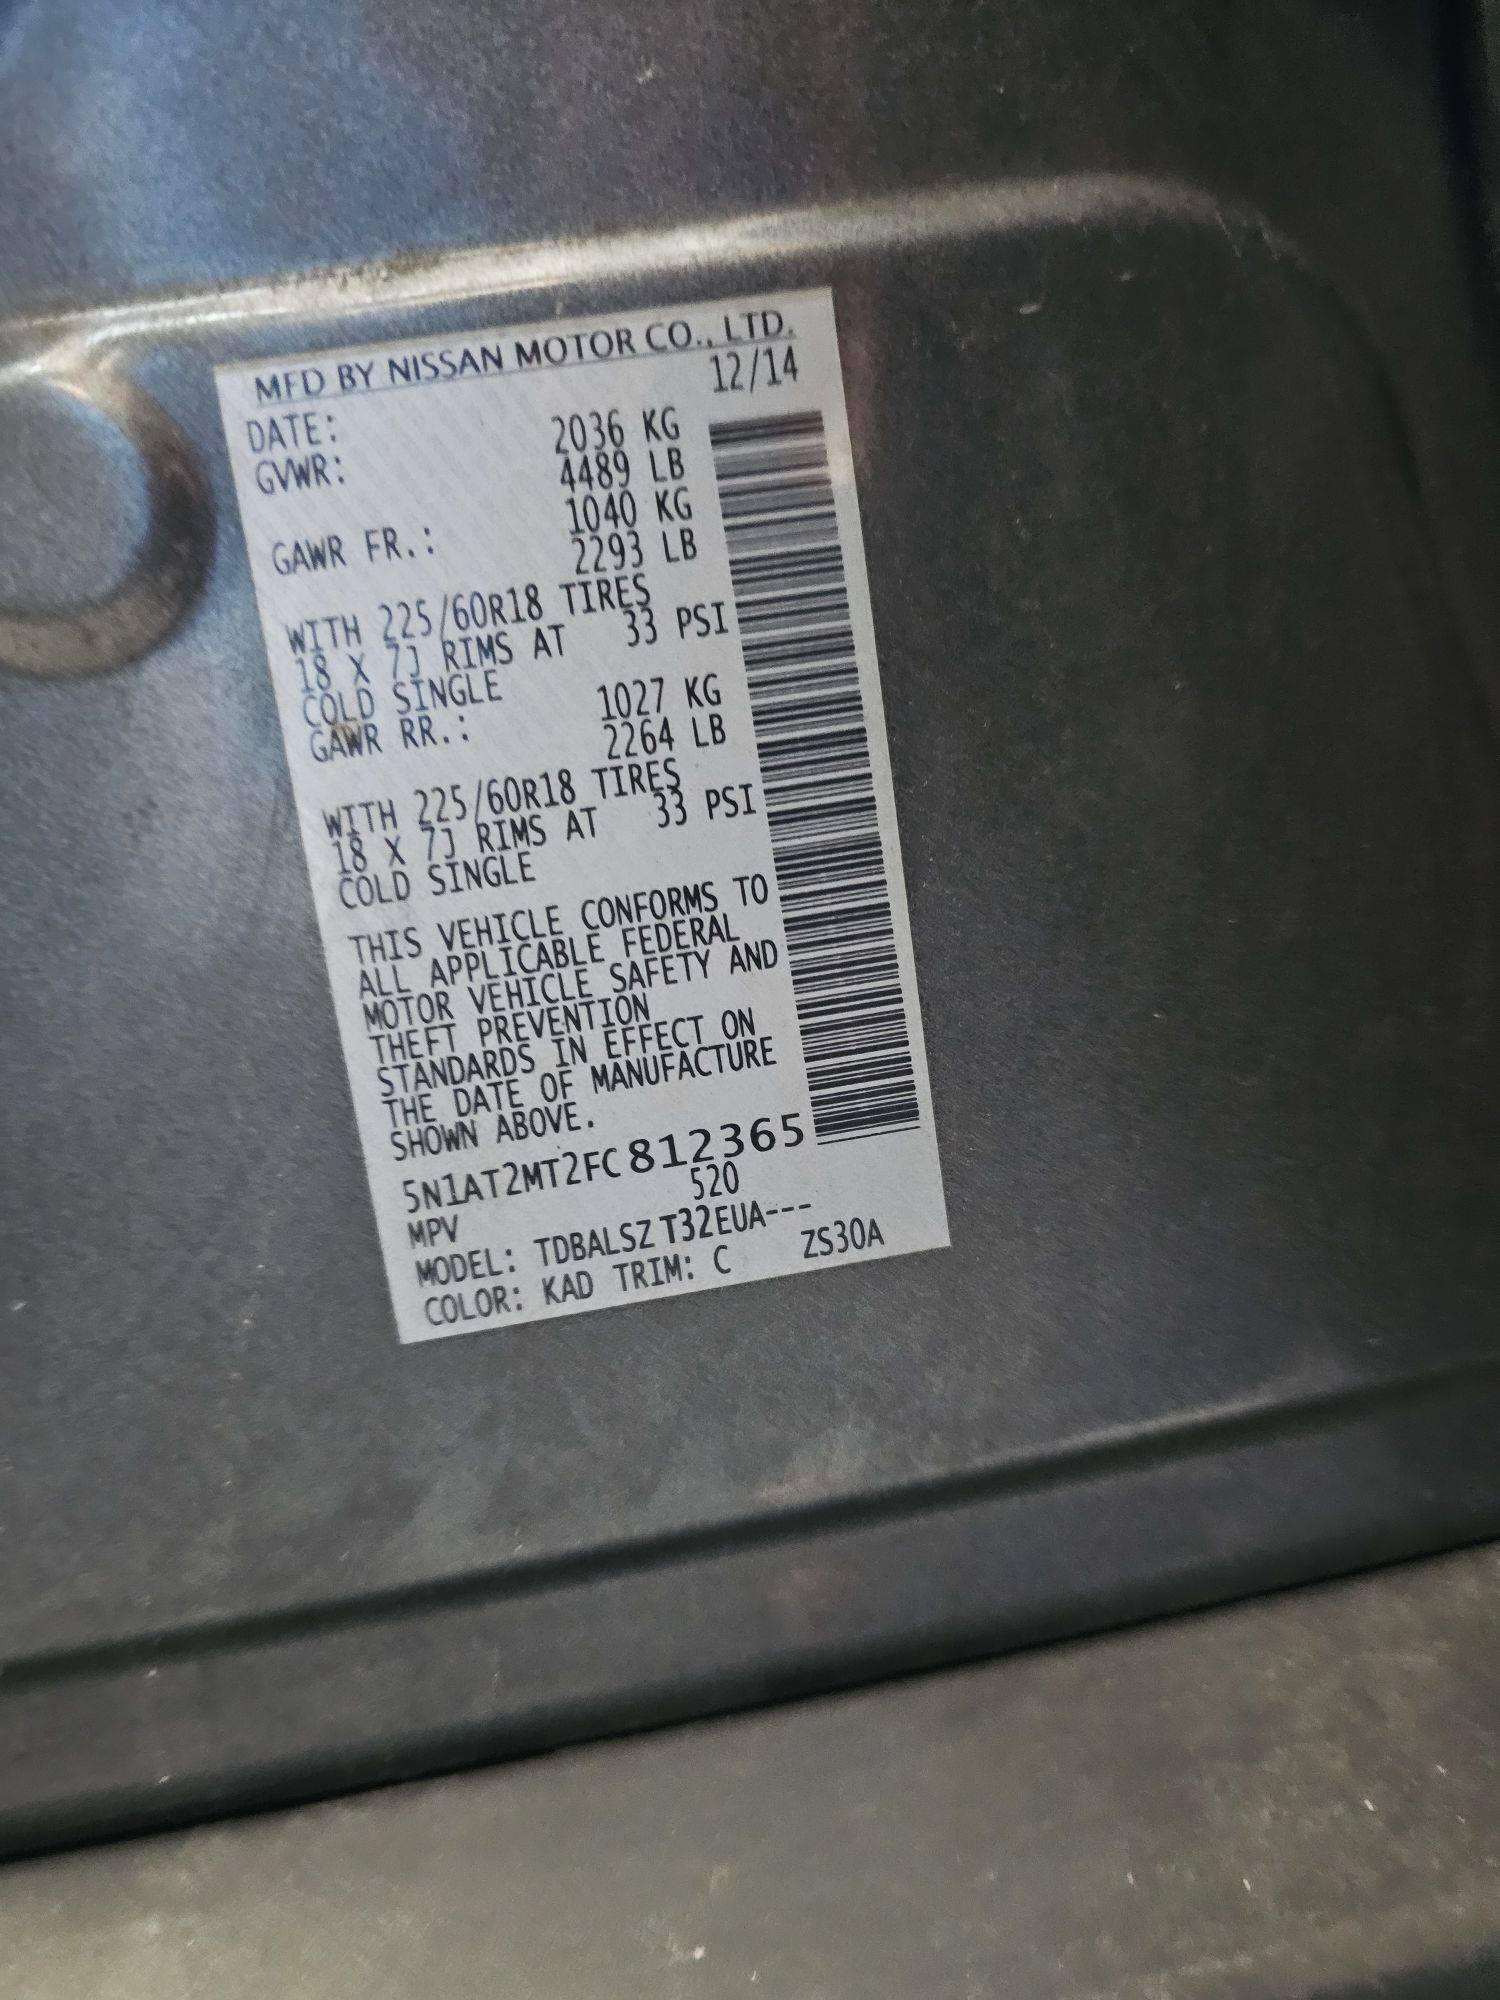 MFD BY NISSAN MOTOR CO., LTD.
DATE: 12/14
GVWR: 2036 KG
4489 LB
GAWR FR.: 1040 KG
2293 LB
WITH 225/60R18 TIRES
18 X 7J RIMS AT 33 PSI
COLD SINGLE
GAWR RR.: 1027 KG
2264 LB
WITH 225/60R18 TIRES
18 X 7J RIMS AT 33 PSI
COLD SINGLE
THIS VEHICLE CONFORMS TO
ALL APPLICABLE FEDERAL
MOTOR VEHICLE SAFETY AND
THEFT PREVENTION
STANDARDS IN EFFECT ON
THE DATE OF MANUFACTURE
SHOWN ABOVE.
5N1AT2MT2FC812365
MPV 520
MODEL: TDBALSZ T32EUA---
COLOR: KAD TRIM: C ZS30A